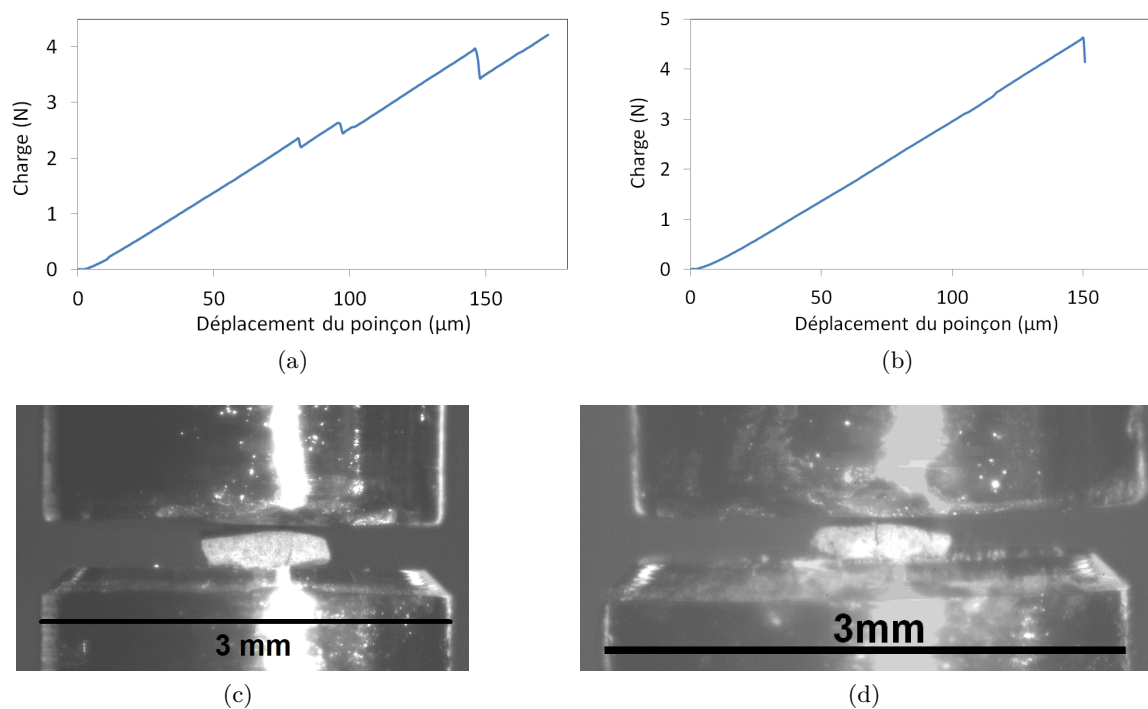 4
3
2
1
0
Charge (N)
0
50
100
150
Déplacement du poinçon (µm)
(a)
5
4
3
2
1
0
Charge (N)
0
50
100
150
Déplacement du poinçon (µm)
(b)
3 mm
(c)
3mm
(d)